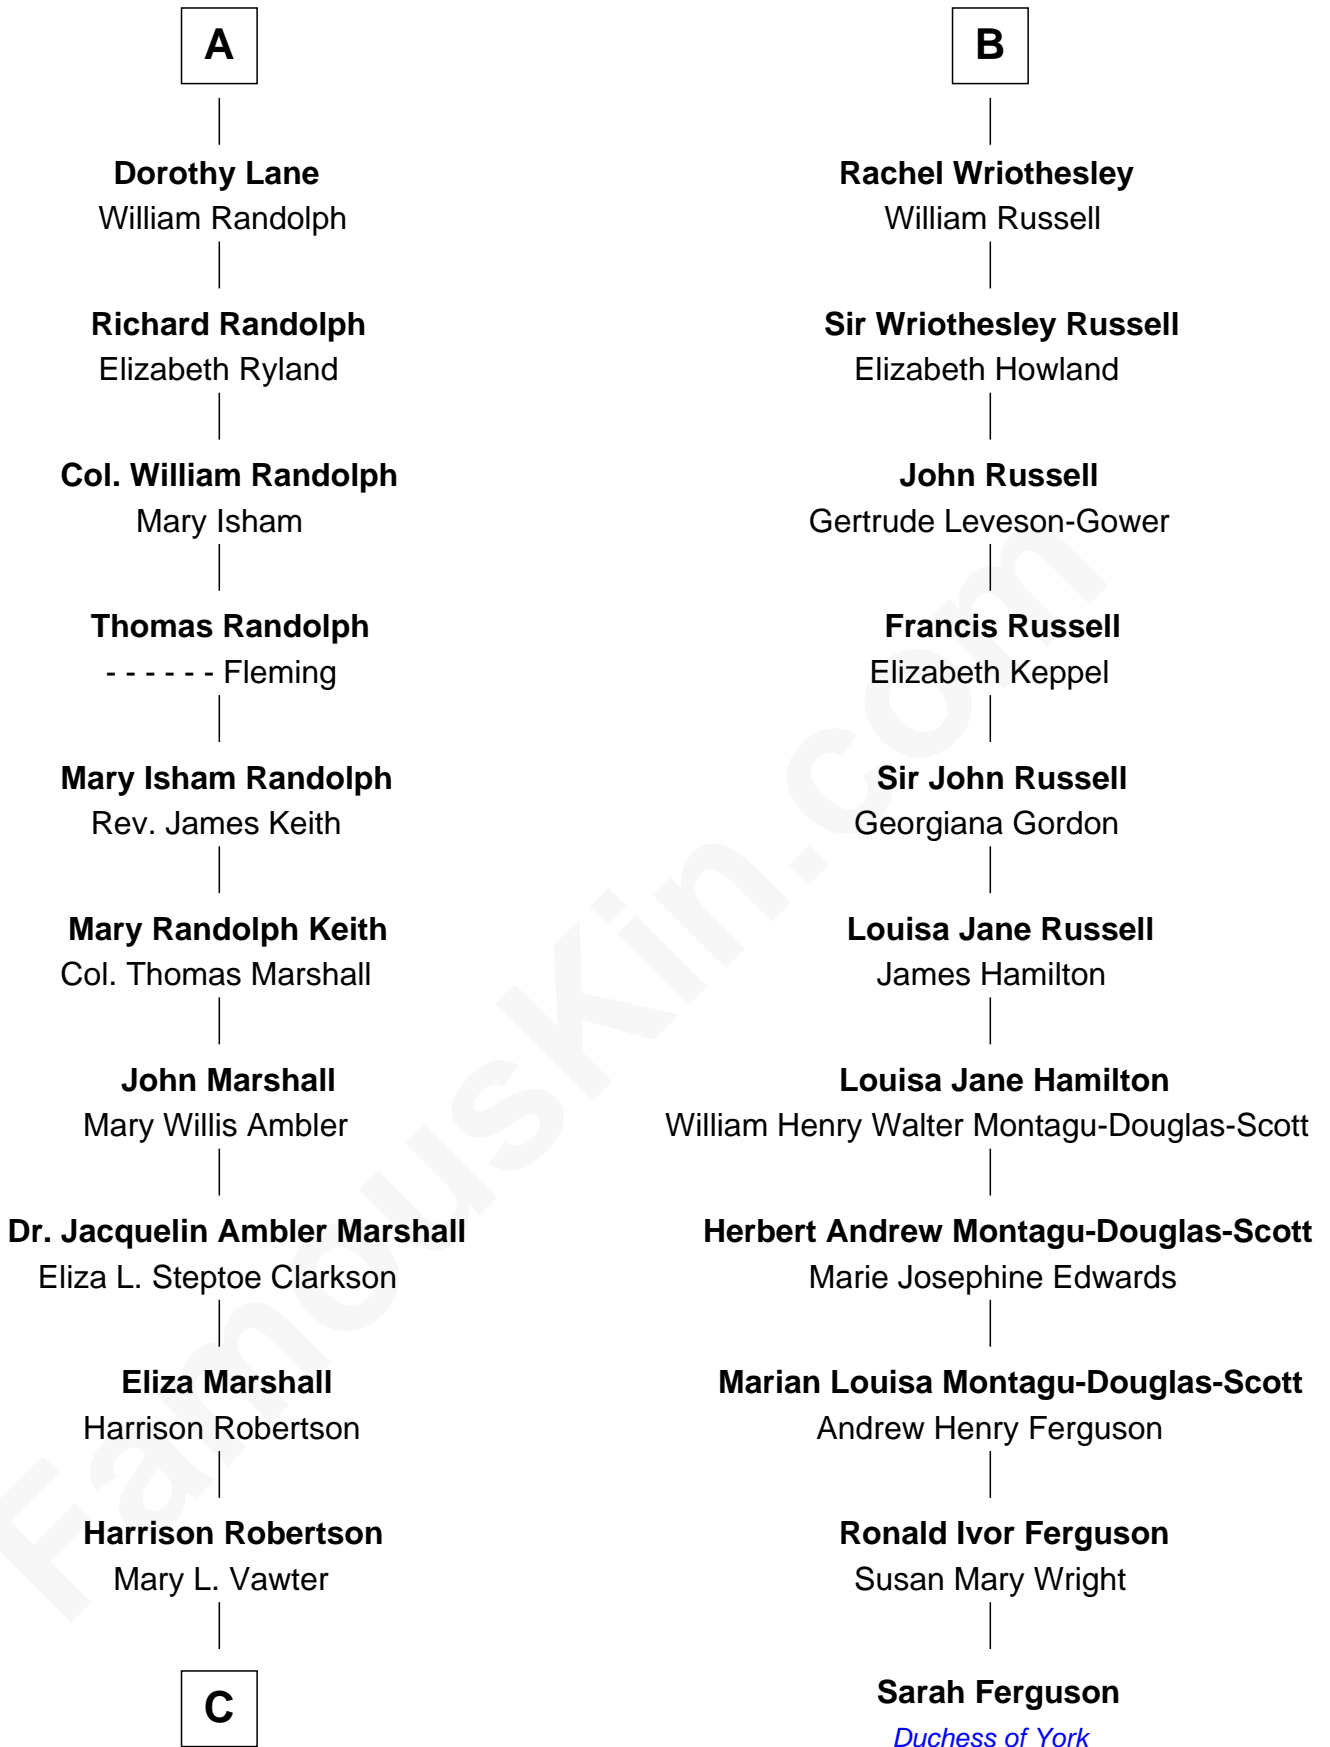 A
Dorothy Lane
William Randolph
Richard Randolph
Elizabeth Ryland
Col. William Randolph
Mary Isham
Thomas Randolph
- - - - - - Fleming
Mary Isham Randolph
Rev. James Keith
Mary Randolph Keith
Col. Thomas Marshall
John Marshall
Mary Willis Ambler
Dr. Jacquelin Ambler Marshall
Eliza L. Steptoe Clarkson
Eliza Marshall
Harrison Robertson
Harrison Robertson
Mary L. Vawter
C
B
Rachel Wriothesley
William Russell
Sir Wriothesley Russell
Elizabeth Howland
John Russell
Gertrude Leveson-Gower
Francis Russell
Elizabeth Keppel
Sir John Russell
Georgiana Gordon
Louisa Jane Russell
James Hamilton
Louisa Jane Hamilton
William Henry Walter Montagu-Douglas-Scott
Herbert Andrew Montagu-Douglas-Scott
Marie Josephine Edwards
Marian Louisa Montagu-Douglas-Scott
Andrew Henry Ferguson
Ronald Ivor Ferguson
Susan Mary Wright
Sarah Ferguson
Duchess of York
FamousKin.com